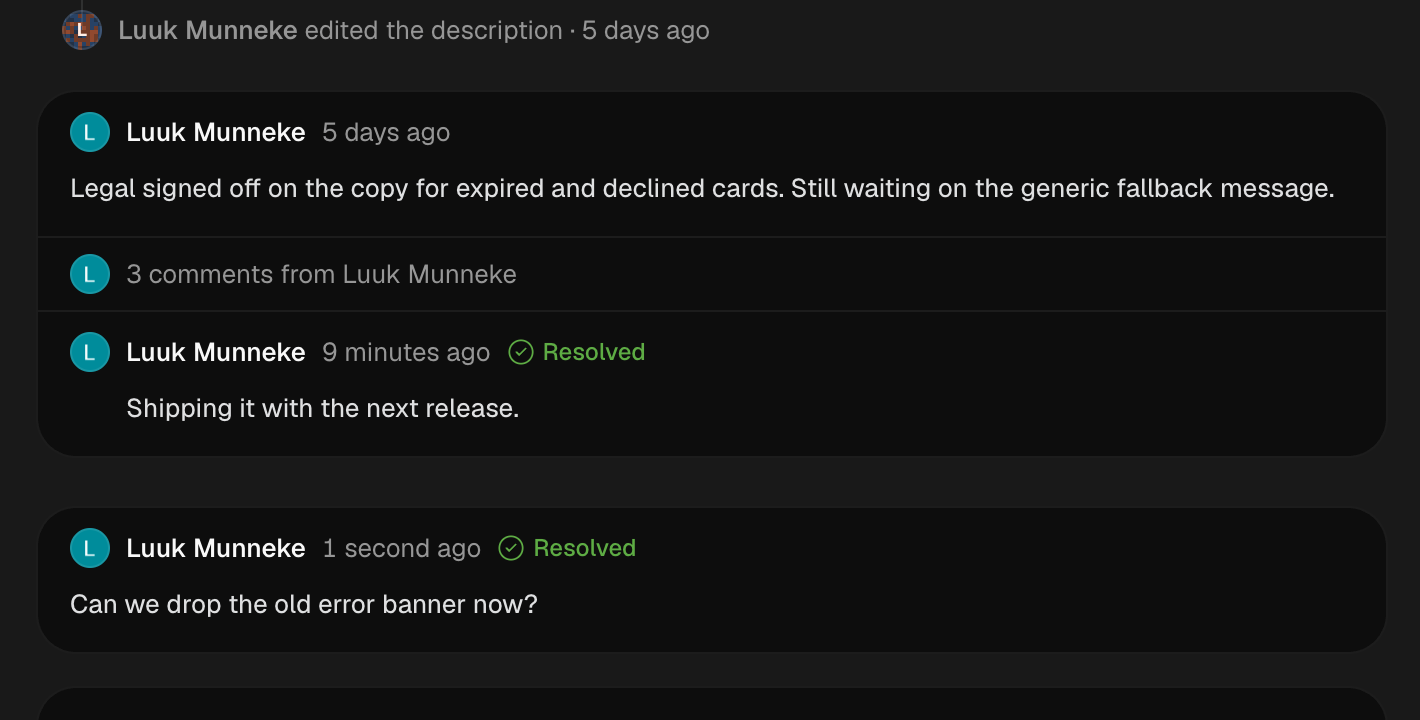 L Luuk Munneke edited the description · 5 days ago
L Luuk Munneke 5 days ago
Legal signed off on the copy for expired and declined cards. Still waiting on the generic fallback message.
L 3 comments from Luuk Munneke
L Luuk Munneke 9 minutes ago Resolved
Shipping it with the next release.
L Luuk Munneke 1 second ago Resolved
Can we drop the old error banner now?